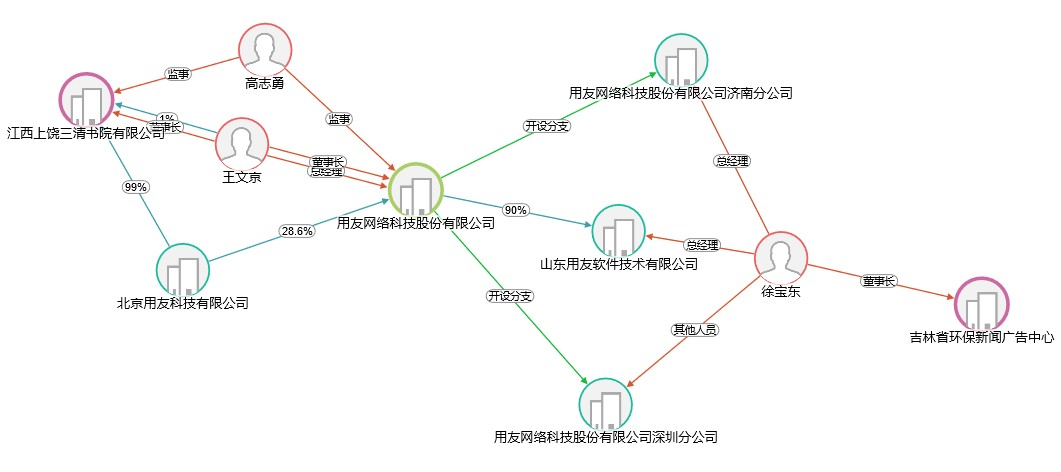 高志勇
监事
江西上饶三清书院有限公司
1%
董事长
王文京
监事
董事长
总经理
99%
28.6%
北京用友科技有限公司
用友网络科技股份有限公司
开设分支
用友网络科技股份有限公司济南分公司
总经理
90%
山东用友软件技术有限公司
总经理
徐宝东
董事长
吉林省环保新闻广告中心
开设分支
其他人员
用友网络科技股份有限公司深圳分公司